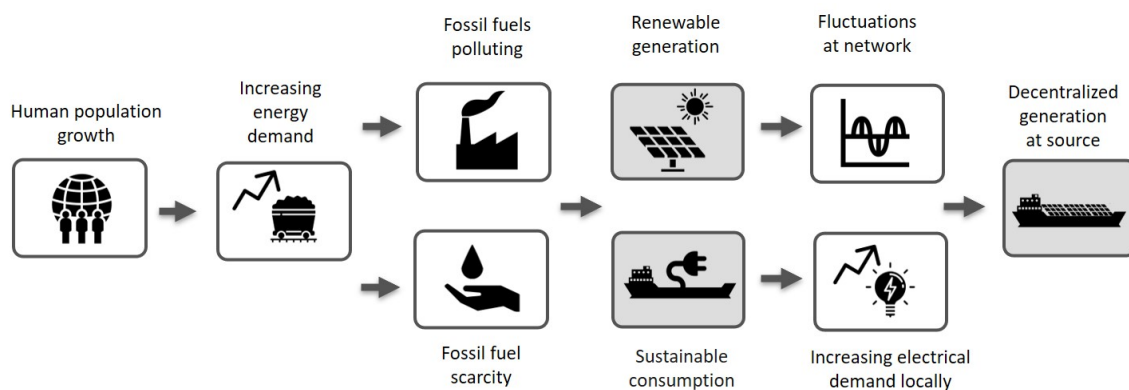 Human population
growth
Increasing
energy
demand
Fossil fuels
polluting
Fossil fuel
scarcity
Renewable
generation
Sustainable
consumption
Fluctuations
at network
Increasing electrical
demand locally
Decentralized
generation
at source